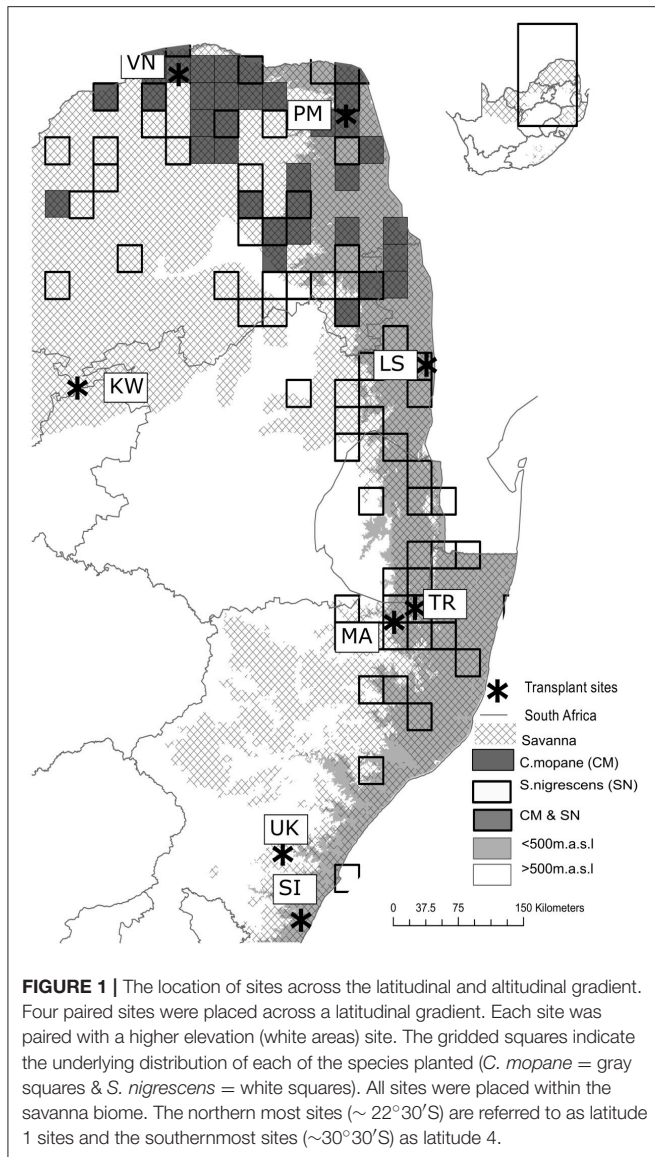 VN
PM
LS
KW
TR
MA
UK
SI
Transplant sites
South Africa
Savanna
C.mopane (CM)
S.nigrescens (SN)
CM & SN
<500m.a.s.l
>500m.a.s.l
0 37.5 75 150 Kilometers
FIGURE 1 | The location of sites across the latitudinal and altitudinal gradient.
Four paired sites were placed across a latitudinal gradient. Each site was
paired with a higher elevation (white areas) site. The gridded squares indicate
the underlying distribution of each of the species planted (C. mopane = gray
squares & S. nigrescens = white squares). All sites were placed within the
savanna biome. The northern most sites (~ 22°30′S) are referred to as latitude
1 sites and the southernmost sites (~30°30′S) as latitude 4.